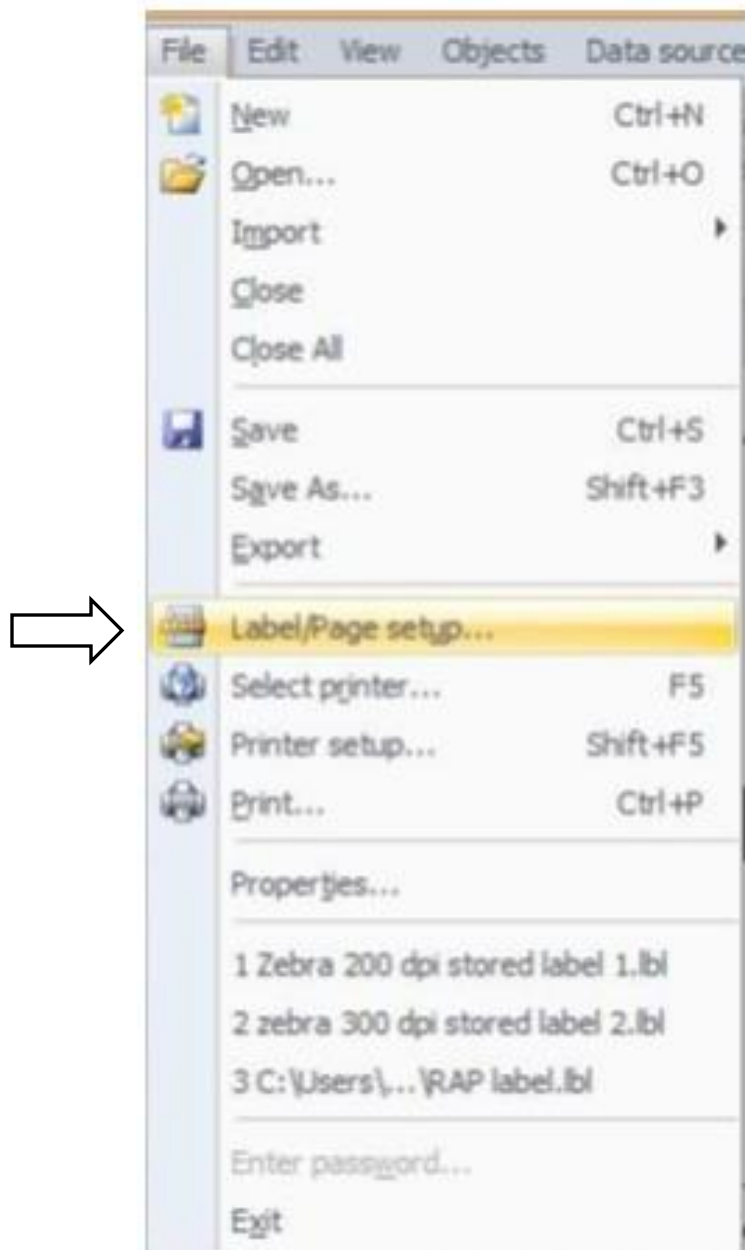 File Edit View Objects Data source
New Ctrl+N
Open... Ctrl+O
Import
Close
Close All
Save Ctrl+S
Save As... Shift+F3
Export
Label/Page setup...
Select printer... F5
Printer setup... Shift+F5
Print... Ctrl+P
Properties...
1 Zebra 200 dpi stored label 1.lbl
2 zebra 300 dpi stored label 2.lbl
3 C:\Users\...\RAP label.lbl
Enter password...
Exit